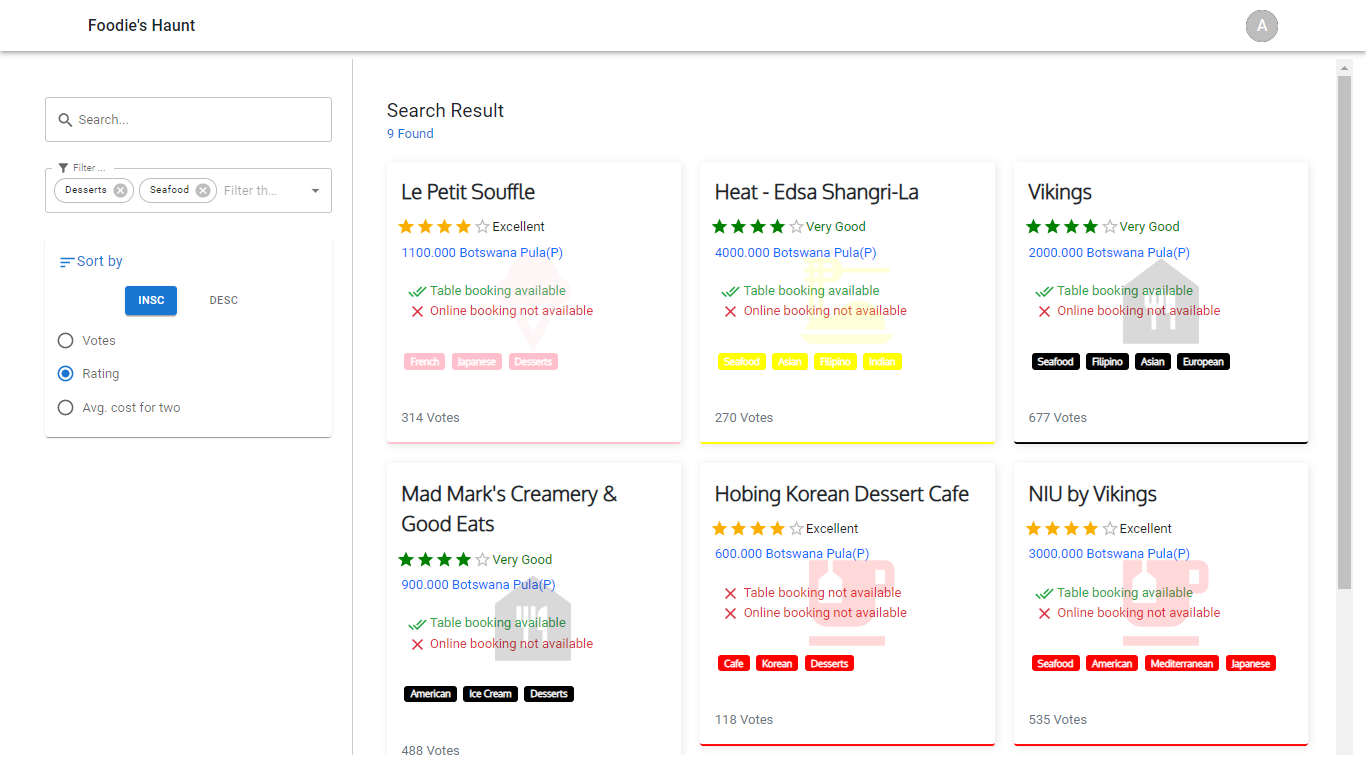 Foodie's Haunt
A
Search...
Filter ...
Desserts
Seafood
Filter th...
Sort by
INSC
DESC
Votes
Rating
Avg. cost for two
Search Result
9 Found
Le Petit Souffle
Excellent
1100.000 Botswana Pula(P)
Table booking available
Online booking not available
French
Japanese
Desserts
314 Votes
Heat - Edsa Shangri-La
Very Good
4000.000 Botswana Pula(P)
Table booking available
Online booking not available
Seafood
Asian
Filipino
Indian
270 Votes
Vikings
Very Good
2000.000 Botswana Pula(P)
Table booking available
Online booking not available
Seafood
Filipino
Asian
European
677 Votes
Mad Mark's Creamery &
Good Eats
Very Good
900.000 Botswana Pula(P)
Table booking available
Online booking not available
American
Ice Cream
Desserts
488 Votes
Hobing Korean Dessert Cafe
Excellent
600.000 Botswana Pula(P)
Table booking not available
Online booking not available
Cafe
Korean
Desserts
118 Votes
NIU by Vikings
Excellent
3000.000 Botswana Pula(P)
Table booking available
Online booking not available
Seafood
American
Mediterranean
Japanese
535 Votes